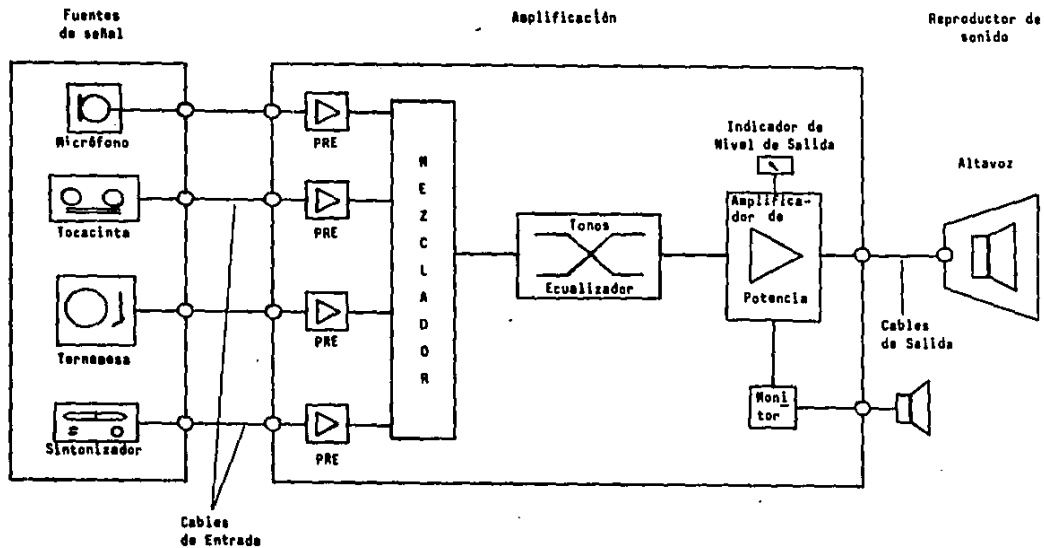 Fuentes
de señal
Amplificación
Reproductor de
sonido
Micrófono
PRE
Tocacinta
PRE
Tornamesa
PRE
Sintonizador
PRE
MEZCLADOR
Tonos
Ecualizador
Indicador de
Nivel de Salida
Amplifica-
dor de
Potencia
Moni
tor
Altavoz
Cables
de Salida
Cables
de Entrada